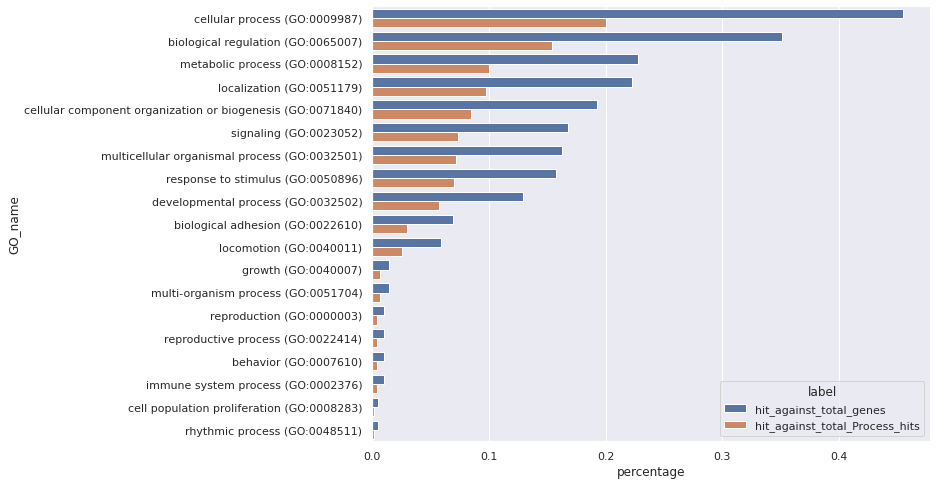 cellular process (GO:0009987)
biological regulation (GO:0065007)
metabolic process (GO:0008152)
localization (GO:0051179)
cellular component organization or biogenesis (GO:0071840)
signaling (GO:0023052)
multicellular organismal process (GO:0032501)
response to stimulus (GO:0050896)
developmental process (GO:0032502)
biological adhesion (GO:0022610)
locomotion (GO:0040011)
growth (GO:0040007)
multi-organism process (GO:0051704)
reproduction (GO:0000003)
reproductive process (GO:0022414)
behavior (GO:0007610)
immune system process (GO:0002376)
cell population proliferation (GO:0008283)
rhythmic process (GO:0048511)
GO_name
label
hit_against_total_genes
hit_against_total_Process_hits
0.0 0.1 0.2 0.3 0.4
percentage